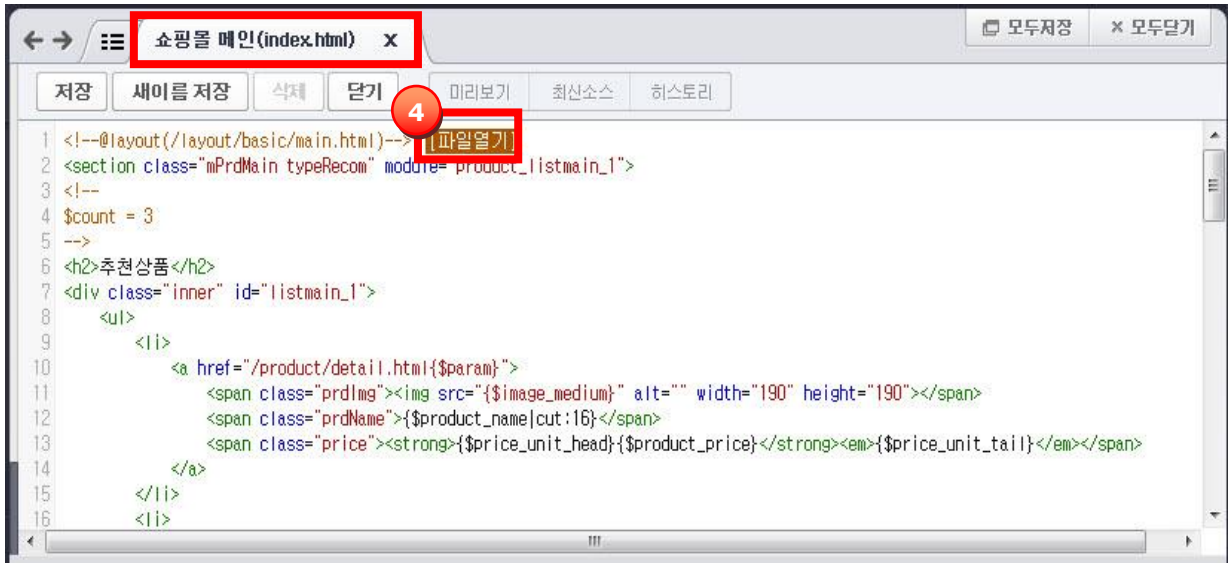 쇼핑몰 메인(index.html) X
모두저장 × 모두닫기
저장 새이름 저장 삭제 닫기 미리보기 최신소스 히스토리
4
1 <!--@layout(/layout/basic/main.html)--> [파일열기]
2 <section class="mPrdMain typeRecom" module="product_listmain_1">
3 <!--
4 $count = 3
5 -->
6 <h2>추천상품</h2>
7 <div class="inner" id="listmain_1">
8 <ul>
9 <li>
10 <a href="/product/detail.html{$param}">
11 <span class="prdImg"><img src="{$image_medium}" alt="" width="190" height="190"></span>
12 <span class="prdName">{$product_name|cut:16}</span>
13 <span class="price"><strong>{$price_unit_head}{$product_price}</strong><em>{$price_unit_tail}</em></span>
14 </a>
15 </li>
16 <li>